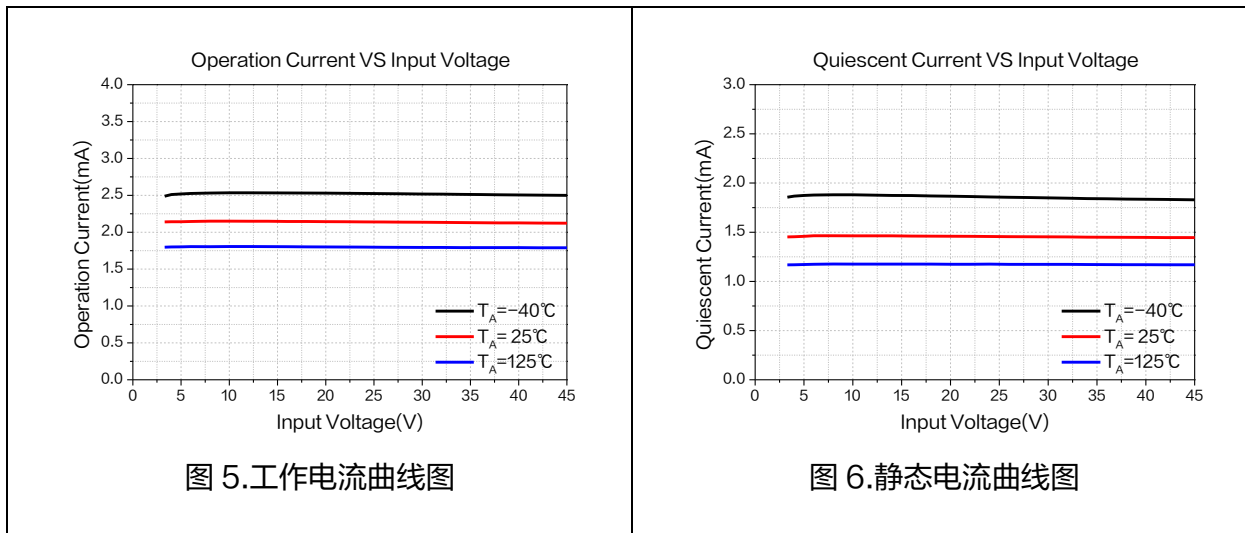 Operation Current VS Input Voltage
4.0
3.5
3.0
2.5
2.0
1.5
1.0
0.5
0.0
Operation Current(mA)
T_A=−40℃
T_A= 25℃
T_A=125℃
0 5 10 15 20 25 30 35 40 45
Input Voltage(V)
图 5.工作电流曲线图
Quiescent Current VS Input Voltage
3.0
2.5
2.0
1.5
1.0
0.5
0.0
Quiescent Current(mA)
T_A=−40℃
T_A= 25℃
T_A=125℃
0 5 10 15 20 25 30 35 40 45
Input Voltage(V)
图 6.静态电流曲线图